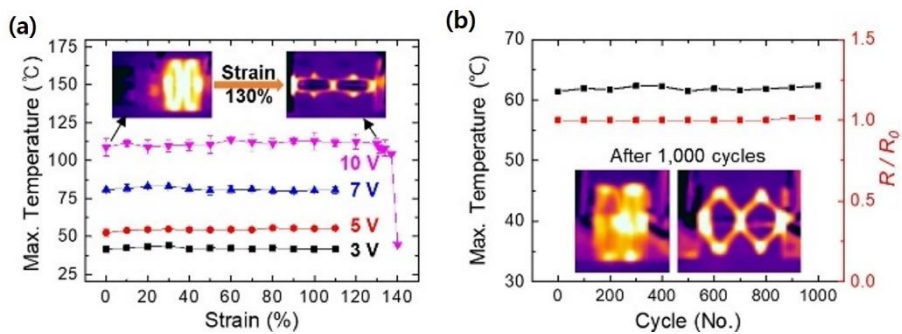 (a)
Max. Temperature (℃)
175
150
125
100
75
50
25
Strain
130%
10 V
7 V
5 V
3 V
0 20 40 60 80 100 120 140
Strain (%)
(b)
Max. Temperature (℃)
70
60
50
40
30
After 1,000 cycles
1.5
1.0
0.5
0.0
R / R0
0 200 400 600 800 1000
Cycle (No.)